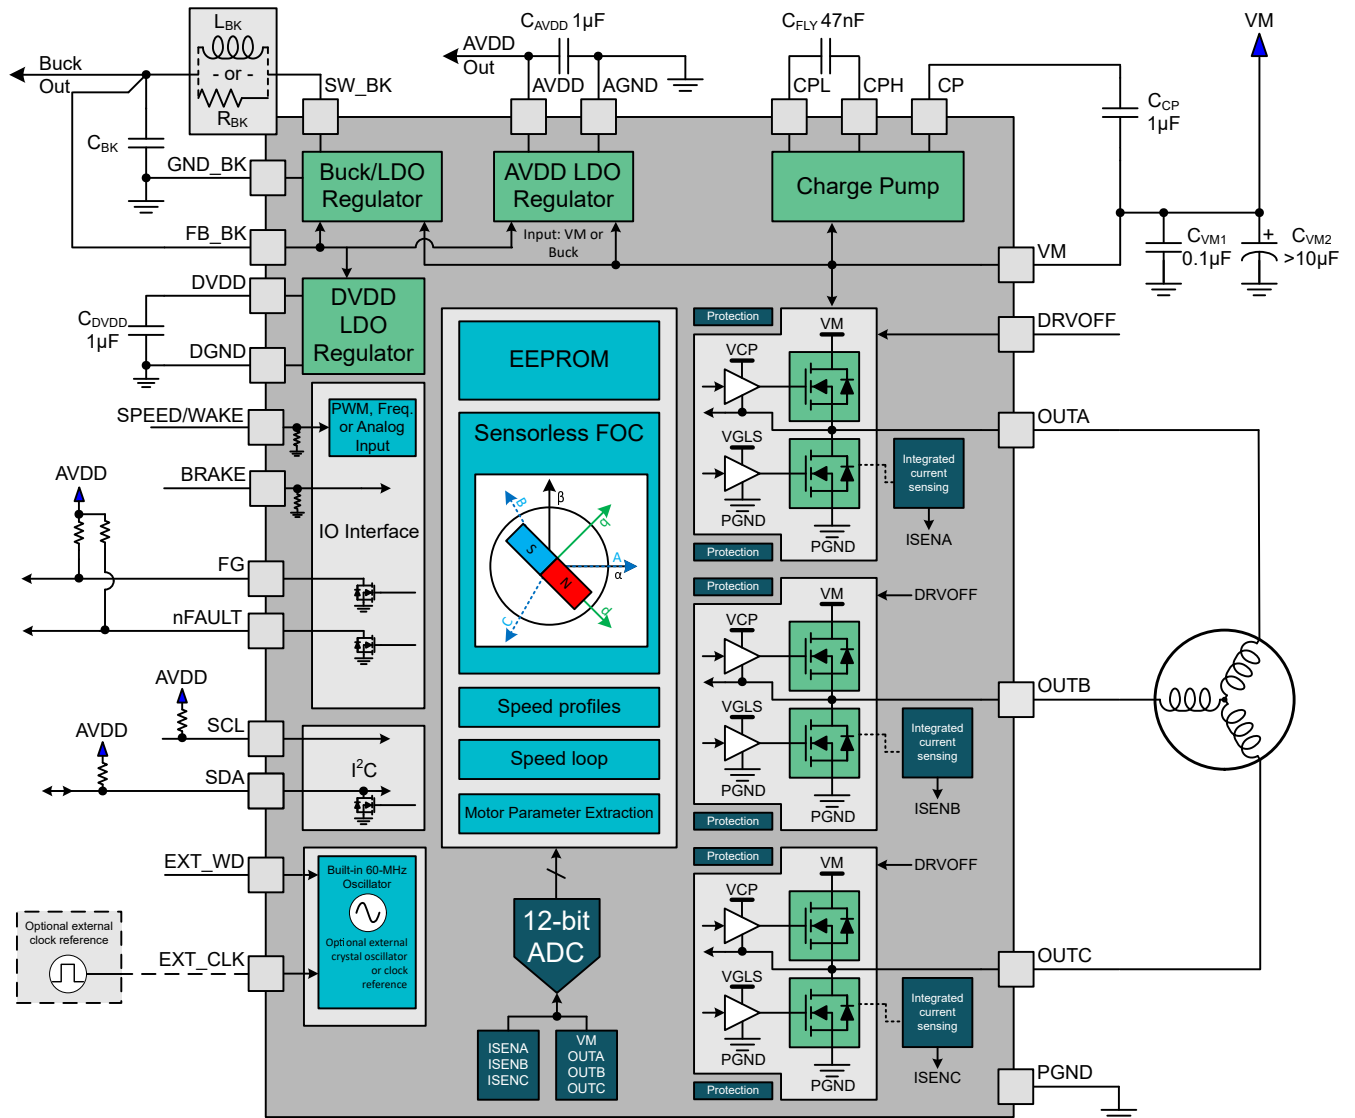 LBK
- or -
RBK
Buck
Out
CBK
SW_BK
CAVDD 1µF
AVDD
Out
AVDD
AGND
CFLY 47nF
CPL
CPH
CP
CCP
1µF
VM
GND_BK
Buck/LDO
Regulator
AVDD LDO
Regulator
Charge Pump
FB_BK
Input: VM or
Buck
VM
CVM1
0.1µF
+
CVM2
>10µF
DVDD
CDVDD
1µF
DGND
DVDD
LDO
Regulator
SPEED/WAKE
PWM, Freq.
or Analog
Input
BRAKE
AVDD
IO Interface
FG
nFAULT
AVDD
SCL
AVDD
SDA
I2C
EXT_WD
Built-in 60-MHz
Oscillator
Optional external
crystal oscillator
or clock
reference
Optional external
clock reference
EXT_CLK
EEPROM
Sensorless FOC
β
B
q
A
α
S
N
C
d
Speed profiles
Speed loop
Motor Parameter Extraction
12-bit
ADC
ISENA
ISENB
ISENC
VM
OUTA
OUTB
OUTC
Protection
VM
DRVOFF
VCP
OUTA
VGLS
Integrated
current
sensing
PGND
PGND
ISENA
Protection
Protection
VM
DRVOFF
VCP
OUTB
VGLS
Integrated
current
sensing
PGND
PGND
ISENB
Protection
Protection
VM
DRVOFF
VCP
OUTC
VGLS
Integrated
current
sensing
PGND
PGND
ISENC
Protection
PGND